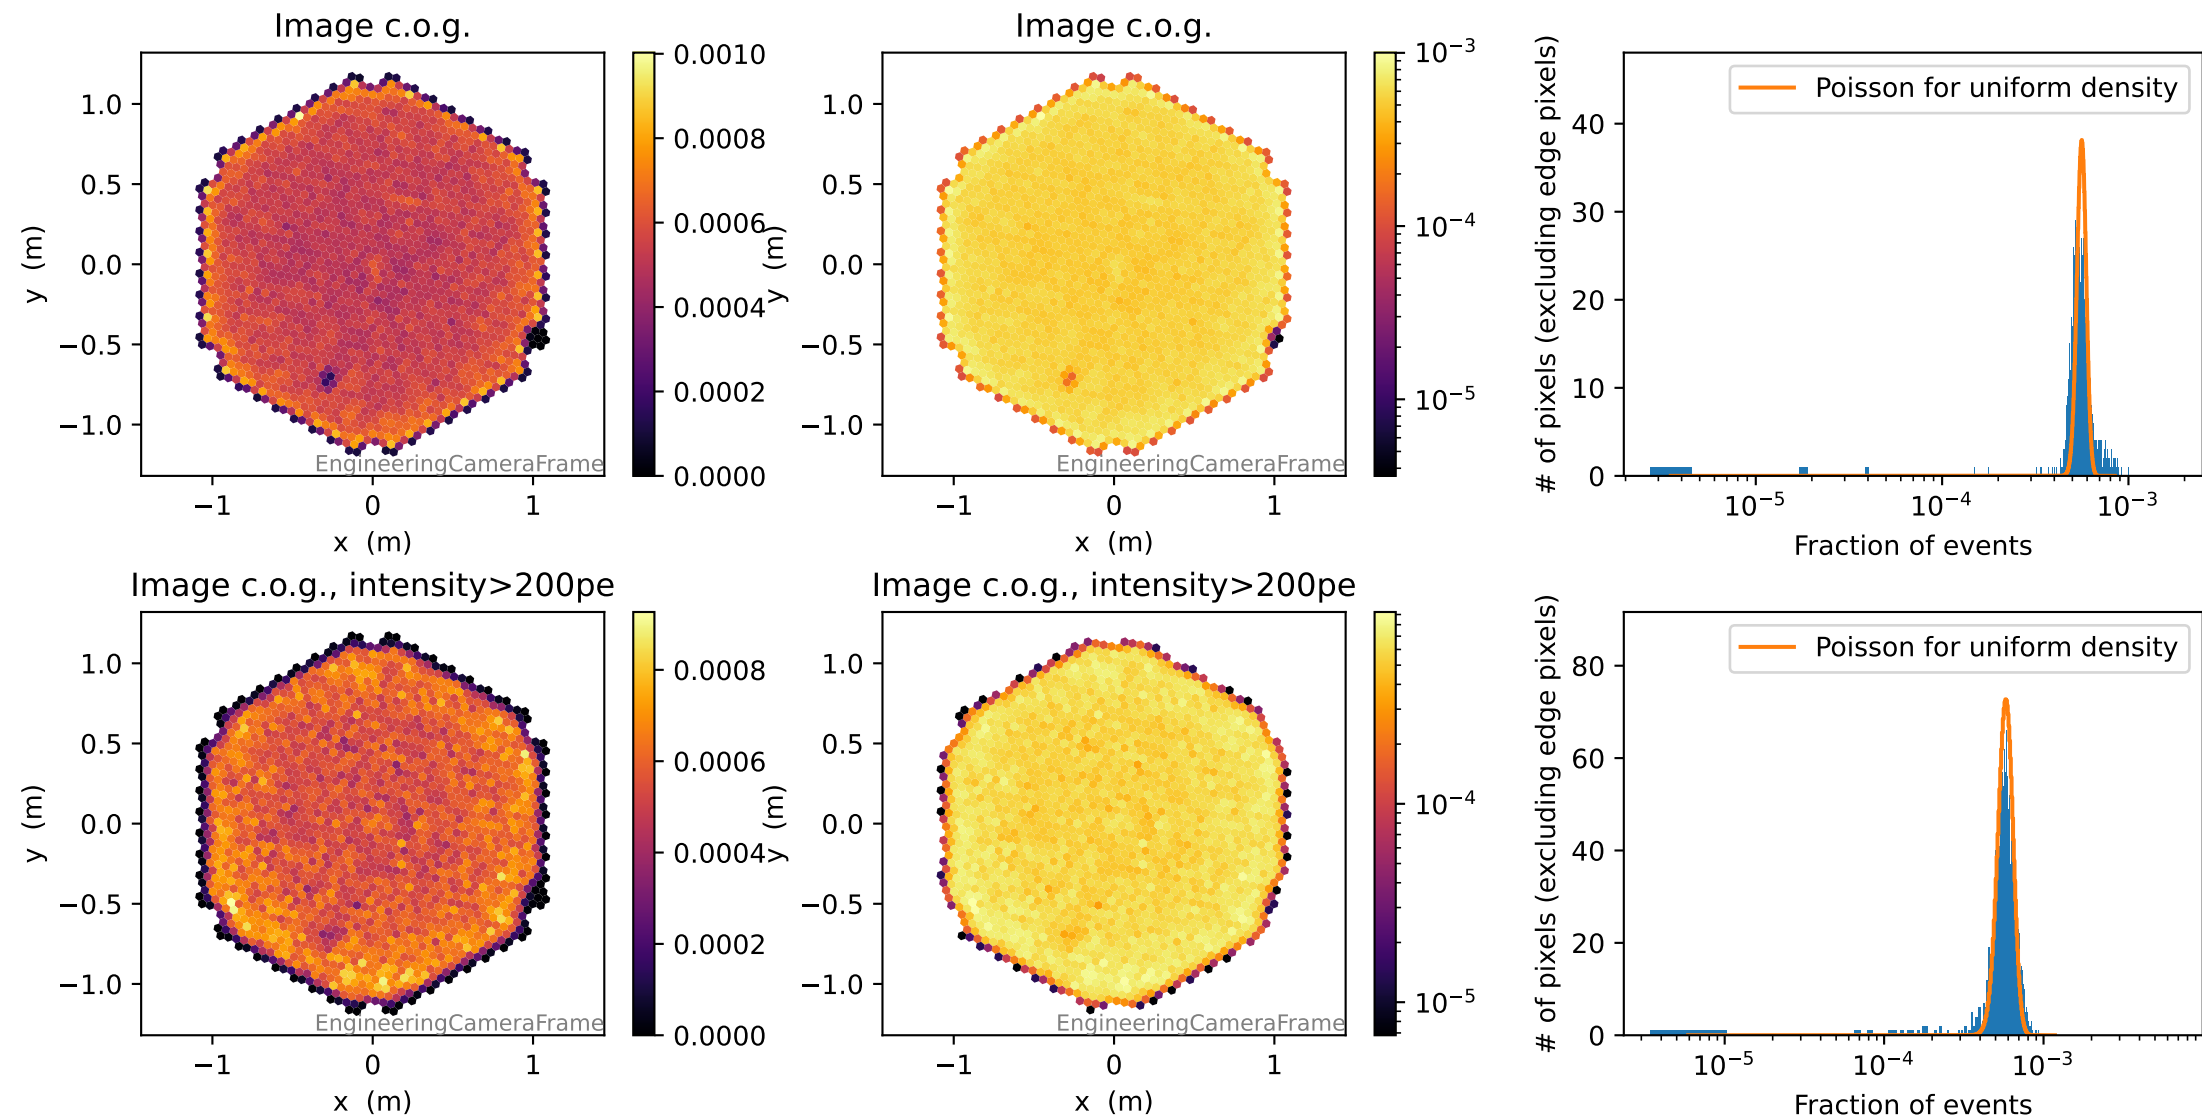 Image c.o.g.
y (m)
1.0
0.5
0.0
−0.5
−1.0
−1
0
1
x (m)
EngineeringCameraFrame
0.0010
0.0008
0.0006
0.0004
0.0002
0.0000
Image c.o.g.
y (m)
1.0
0.5
0.0
−0.5
−1.0
−1
0
1
x (m)
EngineeringCameraFrame
10⁻³
10⁻⁴
10⁻⁵
# of pixels (excluding edge pixels)
40
30
20
10
0
Poisson for uniform density
10⁻⁵
10⁻⁴
10⁻³
Fraction of events
Image c.o.g., intensity>200pe
y (m)
1.0
0.5
0.0
−0.5
−1.0
−1
0
1
x (m)
EngineeringCameraFrame
0.0008
0.0006
0.0004
0.0002
0.0000
Image c.o.g., intensity>200pe
y (m)
1.0
0.5
0.0
−0.5
−1.0
−1
0
1
x (m)
EngineeringCameraFrame
10⁻⁴
10⁻⁵
# of pixels (excluding edge pixels)
80
60
40
20
0
Poisson for uniform density
10⁻⁵
10⁻⁴
10⁻³
Fraction of events